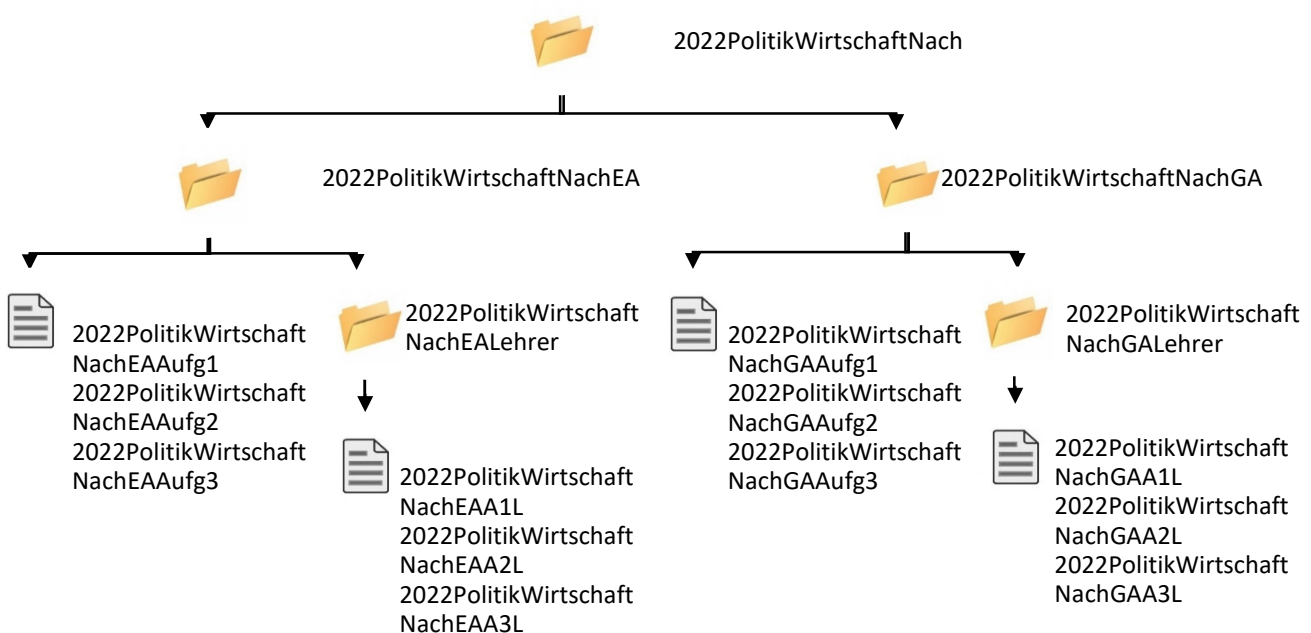 2022PolitikWirtschaftNach
2022PolitikWirtschaftNachEA
2022PolitikWirtschaftNachGA
2022PolitikWirtschaft
NachEAAufg1
2022PolitikWirtschaft
NachEAAufg2
2022PolitikWirtschaft
NachEAAufg3
2022PolitikWirtschaft
NachEALehrer
2022PolitikWirtschaft
NachEAA1L
2022PolitikWirtschaft
NachEAA2L
2022PolitikWirtschaft
NachEAA3L
2022PolitikWirtschaft
NachGAAufg1
2022PolitikWirtschaft
NachGAAufg2
2022PolitikWirtschaft
NachGAAufg3
2022PolitikWirtschaft
NachGALehrer
2022PolitikWirtschaft
NachGAA1L
2022PolitikWirtschaft
NachGAA2L
2022PolitikWirtschaft
NachGAA3L